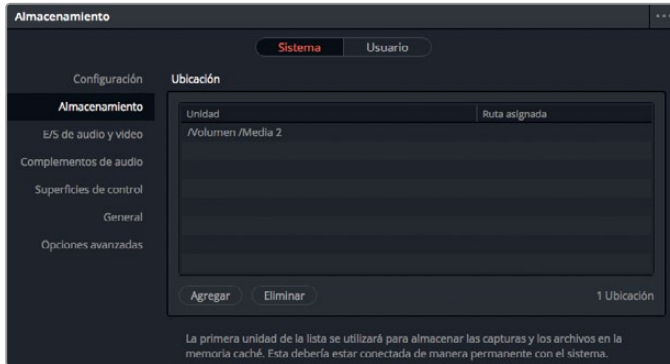 Almacenamiento
Sistema Usuario
Configuración
Almacenamiento
E/S de audio y video
Complementos de audio
Superficies de control
General
Opciones avanzadas
Ubicación
Unidad Ruta asignada
/Volumen /Media 2
Agregar Eliminar 1 Ubicación
La primera unidad de la lista se utilizará para almacenar las capturas y los archivos en la
memoria caché. Esta debería estar conectada de manera permanente con el sistema.